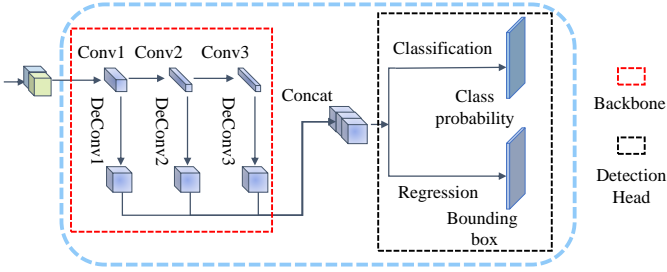 Conv1
Conv2
Conv3
DeConv1
DeConv2
DeConv3
Concat
Classification
Class
probability
Regression
Bounding
box
Backbone
Detection
Head